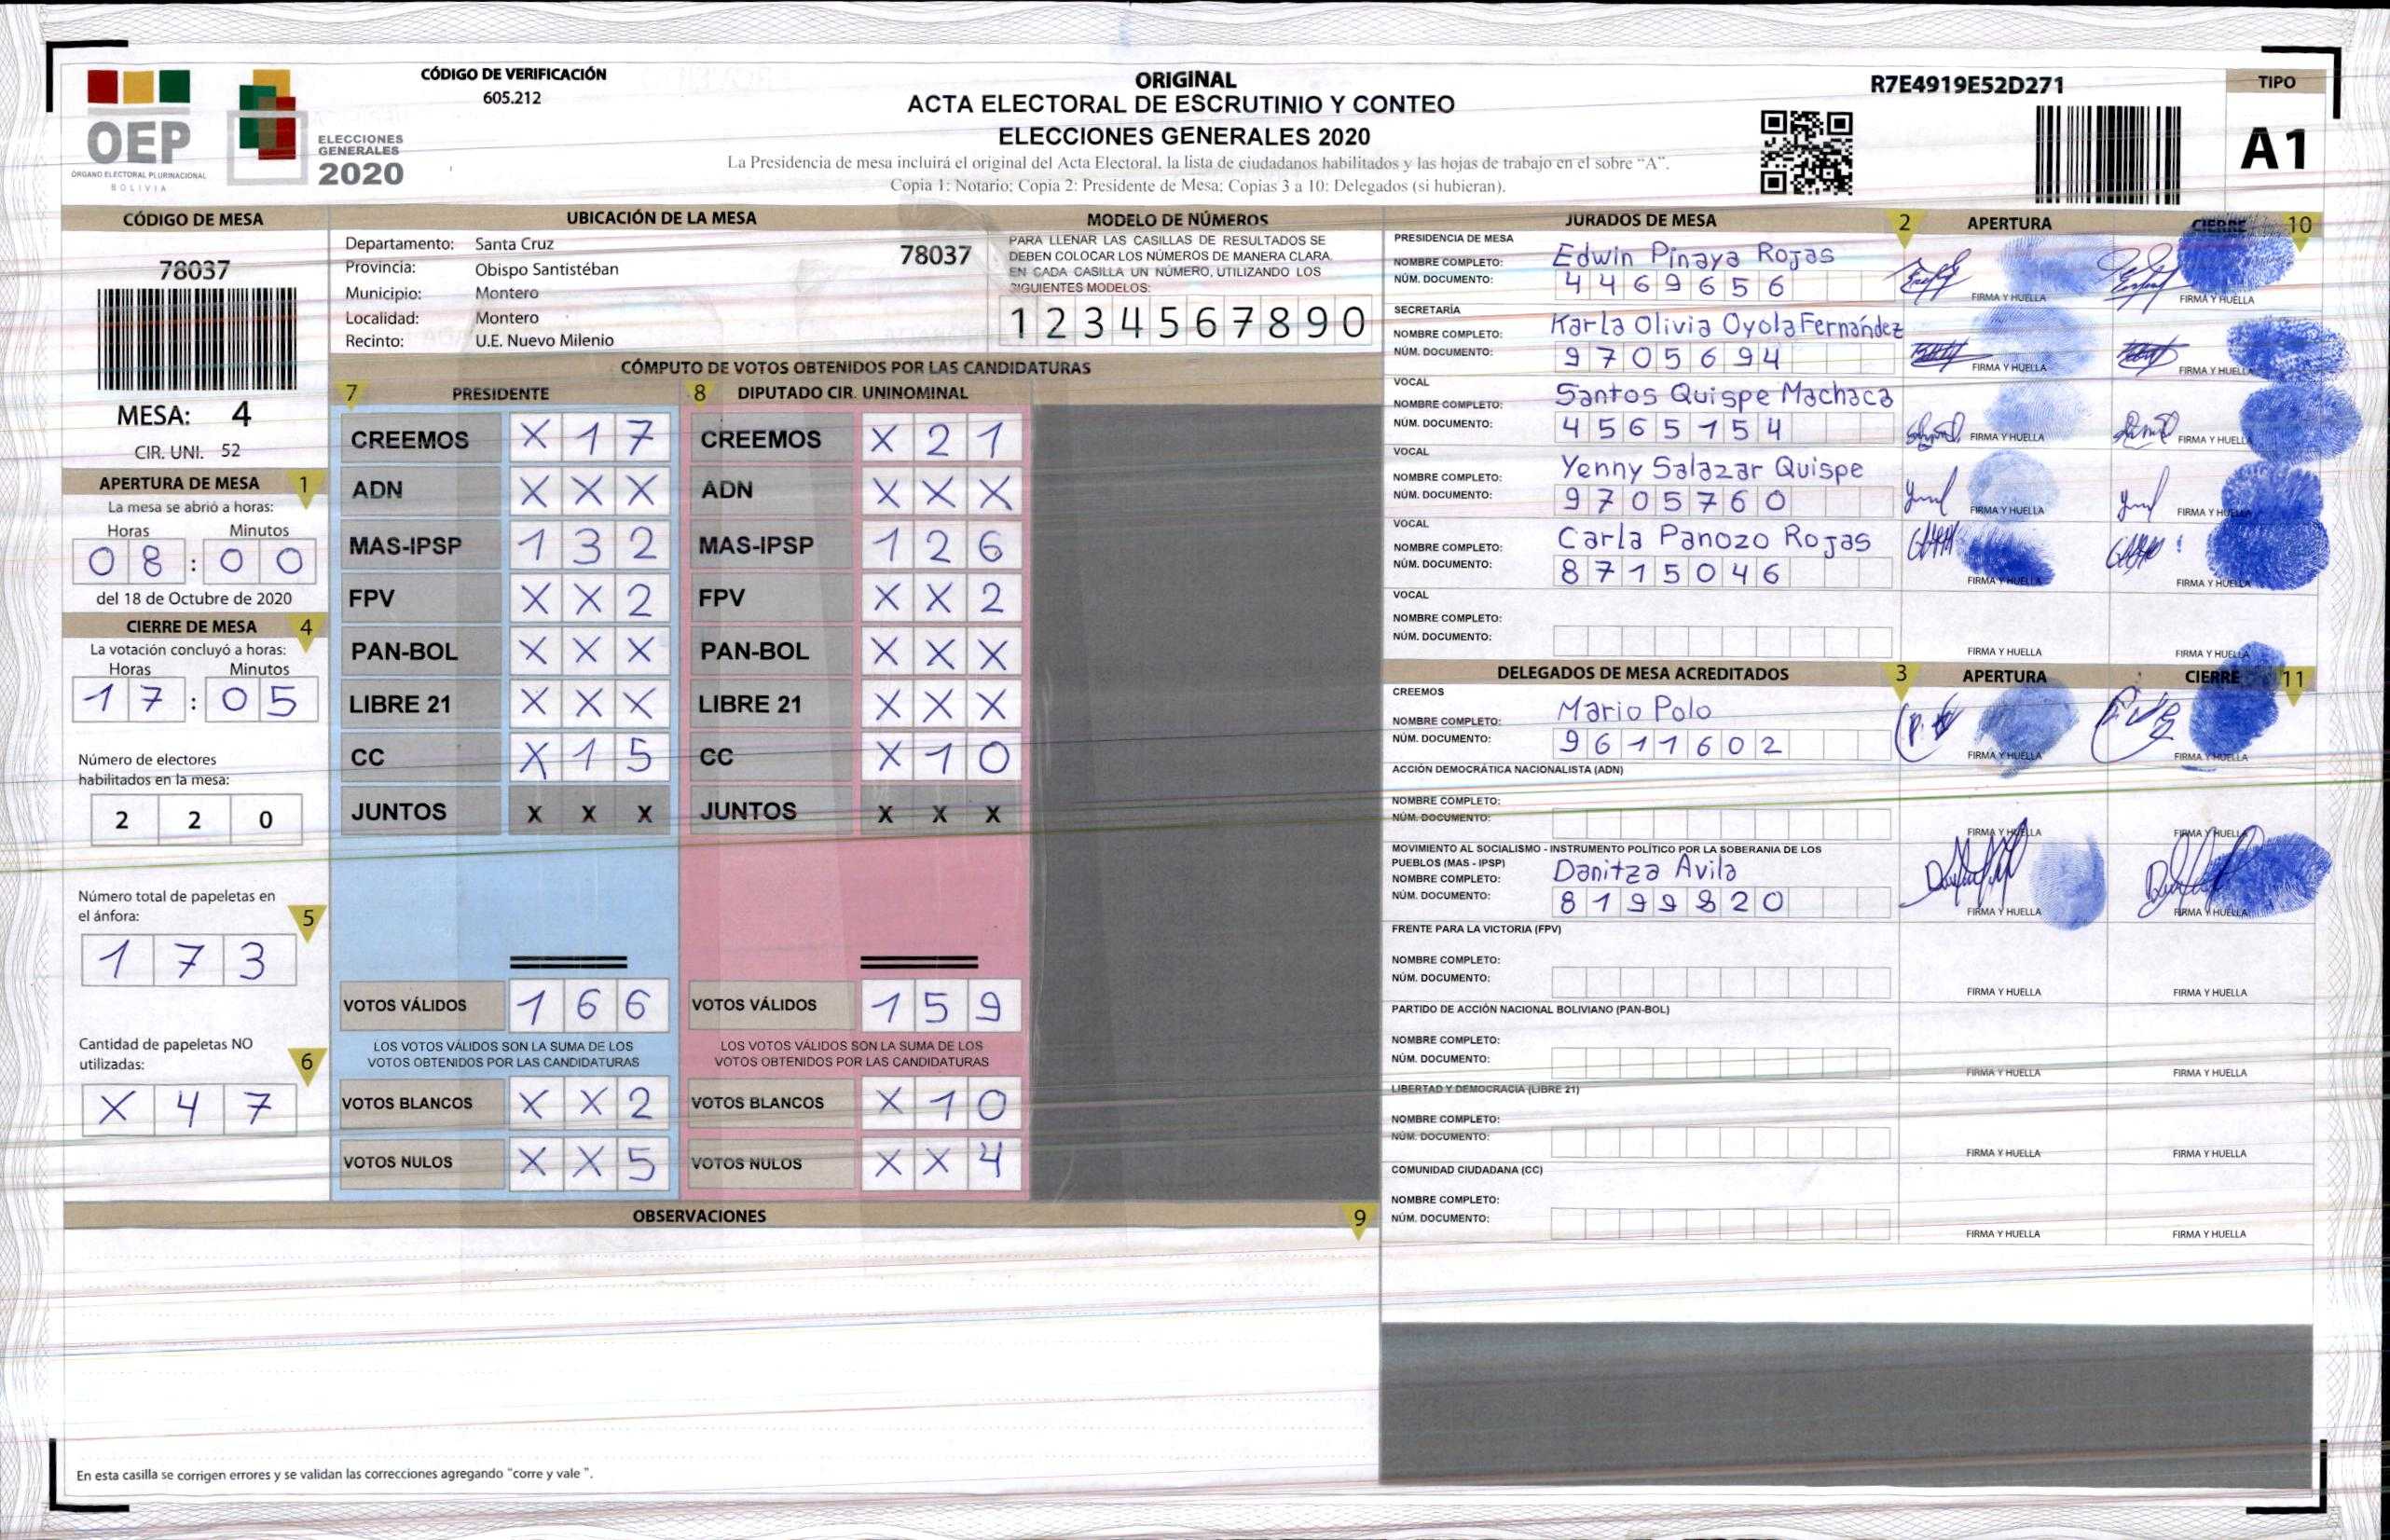 CÓDIGO DE VERIFICACIÓN
605.212
ORIGINAL
ACTA ELECTORAL DE ESCRUTINIO Y CONTEO
ELECCIONES GENERALES 2020
La Presidencia de mesa incluirá el original del Acta Electoral, la lista de ciudadanos habilitados y las hojas de trabajo en el sobre “A”.
Copia 1: Notario; Copia 2: Presidente de Mesa; Copias 3 a 10: Delegados (si hubieran).
R7E4919E52D271
TIPO
A1
OEP
ÓRGANO ELECTORAL PLURINACIONAL
BOLIVIA
ELECCIONES
GENERALES
2020
CÓDIGO DE MESA
78037
MESA: 4
CIR. UNI. 52
APERTURA DE MESA 1
La mesa se abrió a horas:
Horas Minutos
08 : 00
del 18 de Octubre de 2020
CIERRE DE MESA 4
La votación concluyó a horas:
Horas Minutos
17 : 05
Número de electores
habilitados en la mesa:
2 2 0
Número total de papeletas en
el ánfora: 5
1 7 3
Cantidad de papeletas NO
utilizadas: 6
X 4 7
UBICACIÓN DE LA MESA
Departamento: Santa Cruz 78037
Provincia: Obispo Santistéban
Municipio: Montero
Localidad: Montero
Recinto: U.E. Nuevo Milenio
MODELO DE NÚMEROS
PARA LLENAR LAS CASILLAS DE RESULTADOS SE
DEBEN COLOCAR LOS NÚMEROS DE MANERA CLARA.
EN CADA CASILLA UN NÚMERO, UTILIZANDO LOS
SIGUIENTES MODELOS:
1 2 3 4 5 6 7 8 9 0
CÓMPUTO DE VOTOS OBTENIDOS POR LAS CANDIDATURAS
7 PRESIDENTE 8 DIPUTADO CIR. UNINOMINAL
CREEMOS X 1 7 CREEMOS X 2 1
ADN X X X ADN X X X
MAS-IPSP 1 3 2 MAS-IPSP 1 2 6
FPV X X 2 FPV X X 2
PAN-BOL X X X PAN-BOL X X X
LIBRE 21 X X X LIBRE 21 X X X
CC X 1 5 CC X 1 0
JUNTOS X X X JUNTOS X X X
VOTOS VÁLIDOS 1 6 6 VOTOS VÁLIDOS 1 5 9
LOS VOTOS VÁLIDOS SON LA SUMA DE LOS LOS VOTOS VÁLIDOS SON LA SUMA DE LOS
VOTOS OBTENIDOS POR LAS CANDIDATURAS VOTOS OBTENIDOS POR LAS CANDIDATURAS
VOTOS BLANCOS X X 2 VOTOS BLANCOS X 1 0
VOTOS NULOS X X 5 VOTOS NULOS X X 4
OBSERVACIONES 9
En esta casilla se corrigen errores y se validan las correcciones agregando "corre y vale ".
JURADOS DE MESA 2 APERTURA CIERRE 10
PRESIDENCIA DE MESA
NOMBRE COMPLETO: Edwin Pinaya Rojas
NÚM. DOCUMENTO: 4469656
FIRMA Y HUELLA FIRMA Y HUELLA
SECRETARÍA
NOMBRE COMPLETO: Karla Olivia Oyola Fernández
NÚM. DOCUMENTO: 9705694
FIRMA Y HUELLA FIRMA Y HUELLA
VOCAL
NOMBRE COMPLETO: Santos Quispe Machaca
NÚM. DOCUMENTO: 4565154
FIRMA Y HUELLA FIRMA Y HUELLA
VOCAL
NOMBRE COMPLETO: Yenny Salazar Quispe
NÚM. DOCUMENTO: 9705760
FIRMA Y HUELLA FIRMA Y HUELLA
VOCAL
NOMBRE COMPLETO: Carla Panozo Rojas
NÚM. DOCUMENTO: 8715046
FIRMA Y HUELLA FIRMA Y HUELLA
VOCAL
NOMBRE COMPLETO:
NÚM. DOCUMENTO:
FIRMA Y HUELLA FIRMA Y HUELLA
DELEGADOS DE MESA ACREDITADOS 3 APERTURA CIERRE 11
CREEMOS
NOMBRE COMPLETO: Mario Polo
NÚM. DOCUMENTO: 9611602
FIRMA Y HUELLA FIRMA Y HUELLA
ACCIÓN DEMOCRÁTICA NACIONALISTA (ADN)
NOMBRE COMPLETO:
NÚM. DOCUMENTO:
FIRMA Y HUELLA FIRMA Y HUELLA
MOVIMIENTO AL SOCIALISMO - INSTRUMENTO POLÍTICO POR LA SOBERANIA DE LOS
PUEBLOS (MAS - IPSP)
NOMBRE COMPLETO: Danitza Avila
NÚM. DOCUMENTO: 8199820
FIRMA Y HUELLA FIRMA Y HUELLA
FRENTE PARA LA VICTORIA (FPV)
NOMBRE COMPLETO:
NÚM. DOCUMENTO:
FIRMA Y HUELLA FIRMA Y HUELLA
PARTIDO DE ACCIÓN NACIONAL BOLIVIANO (PAN-BOL)
NOMBRE COMPLETO:
NÚM. DOCUMENTO:
FIRMA Y HUELLA FIRMA Y HUELLA
LIBERTAD Y DEMOCRACIA (LIBRE 21)
NOMBRE COMPLETO:
NÚM. DOCUMENTO:
FIRMA Y HUELLA FIRMA Y HUELLA
COMUNIDAD CIUDADANA (CC)
NOMBRE COMPLETO:
NÚM. DOCUMENTO:
FIRMA Y HUELLA FIRMA Y HUELLA